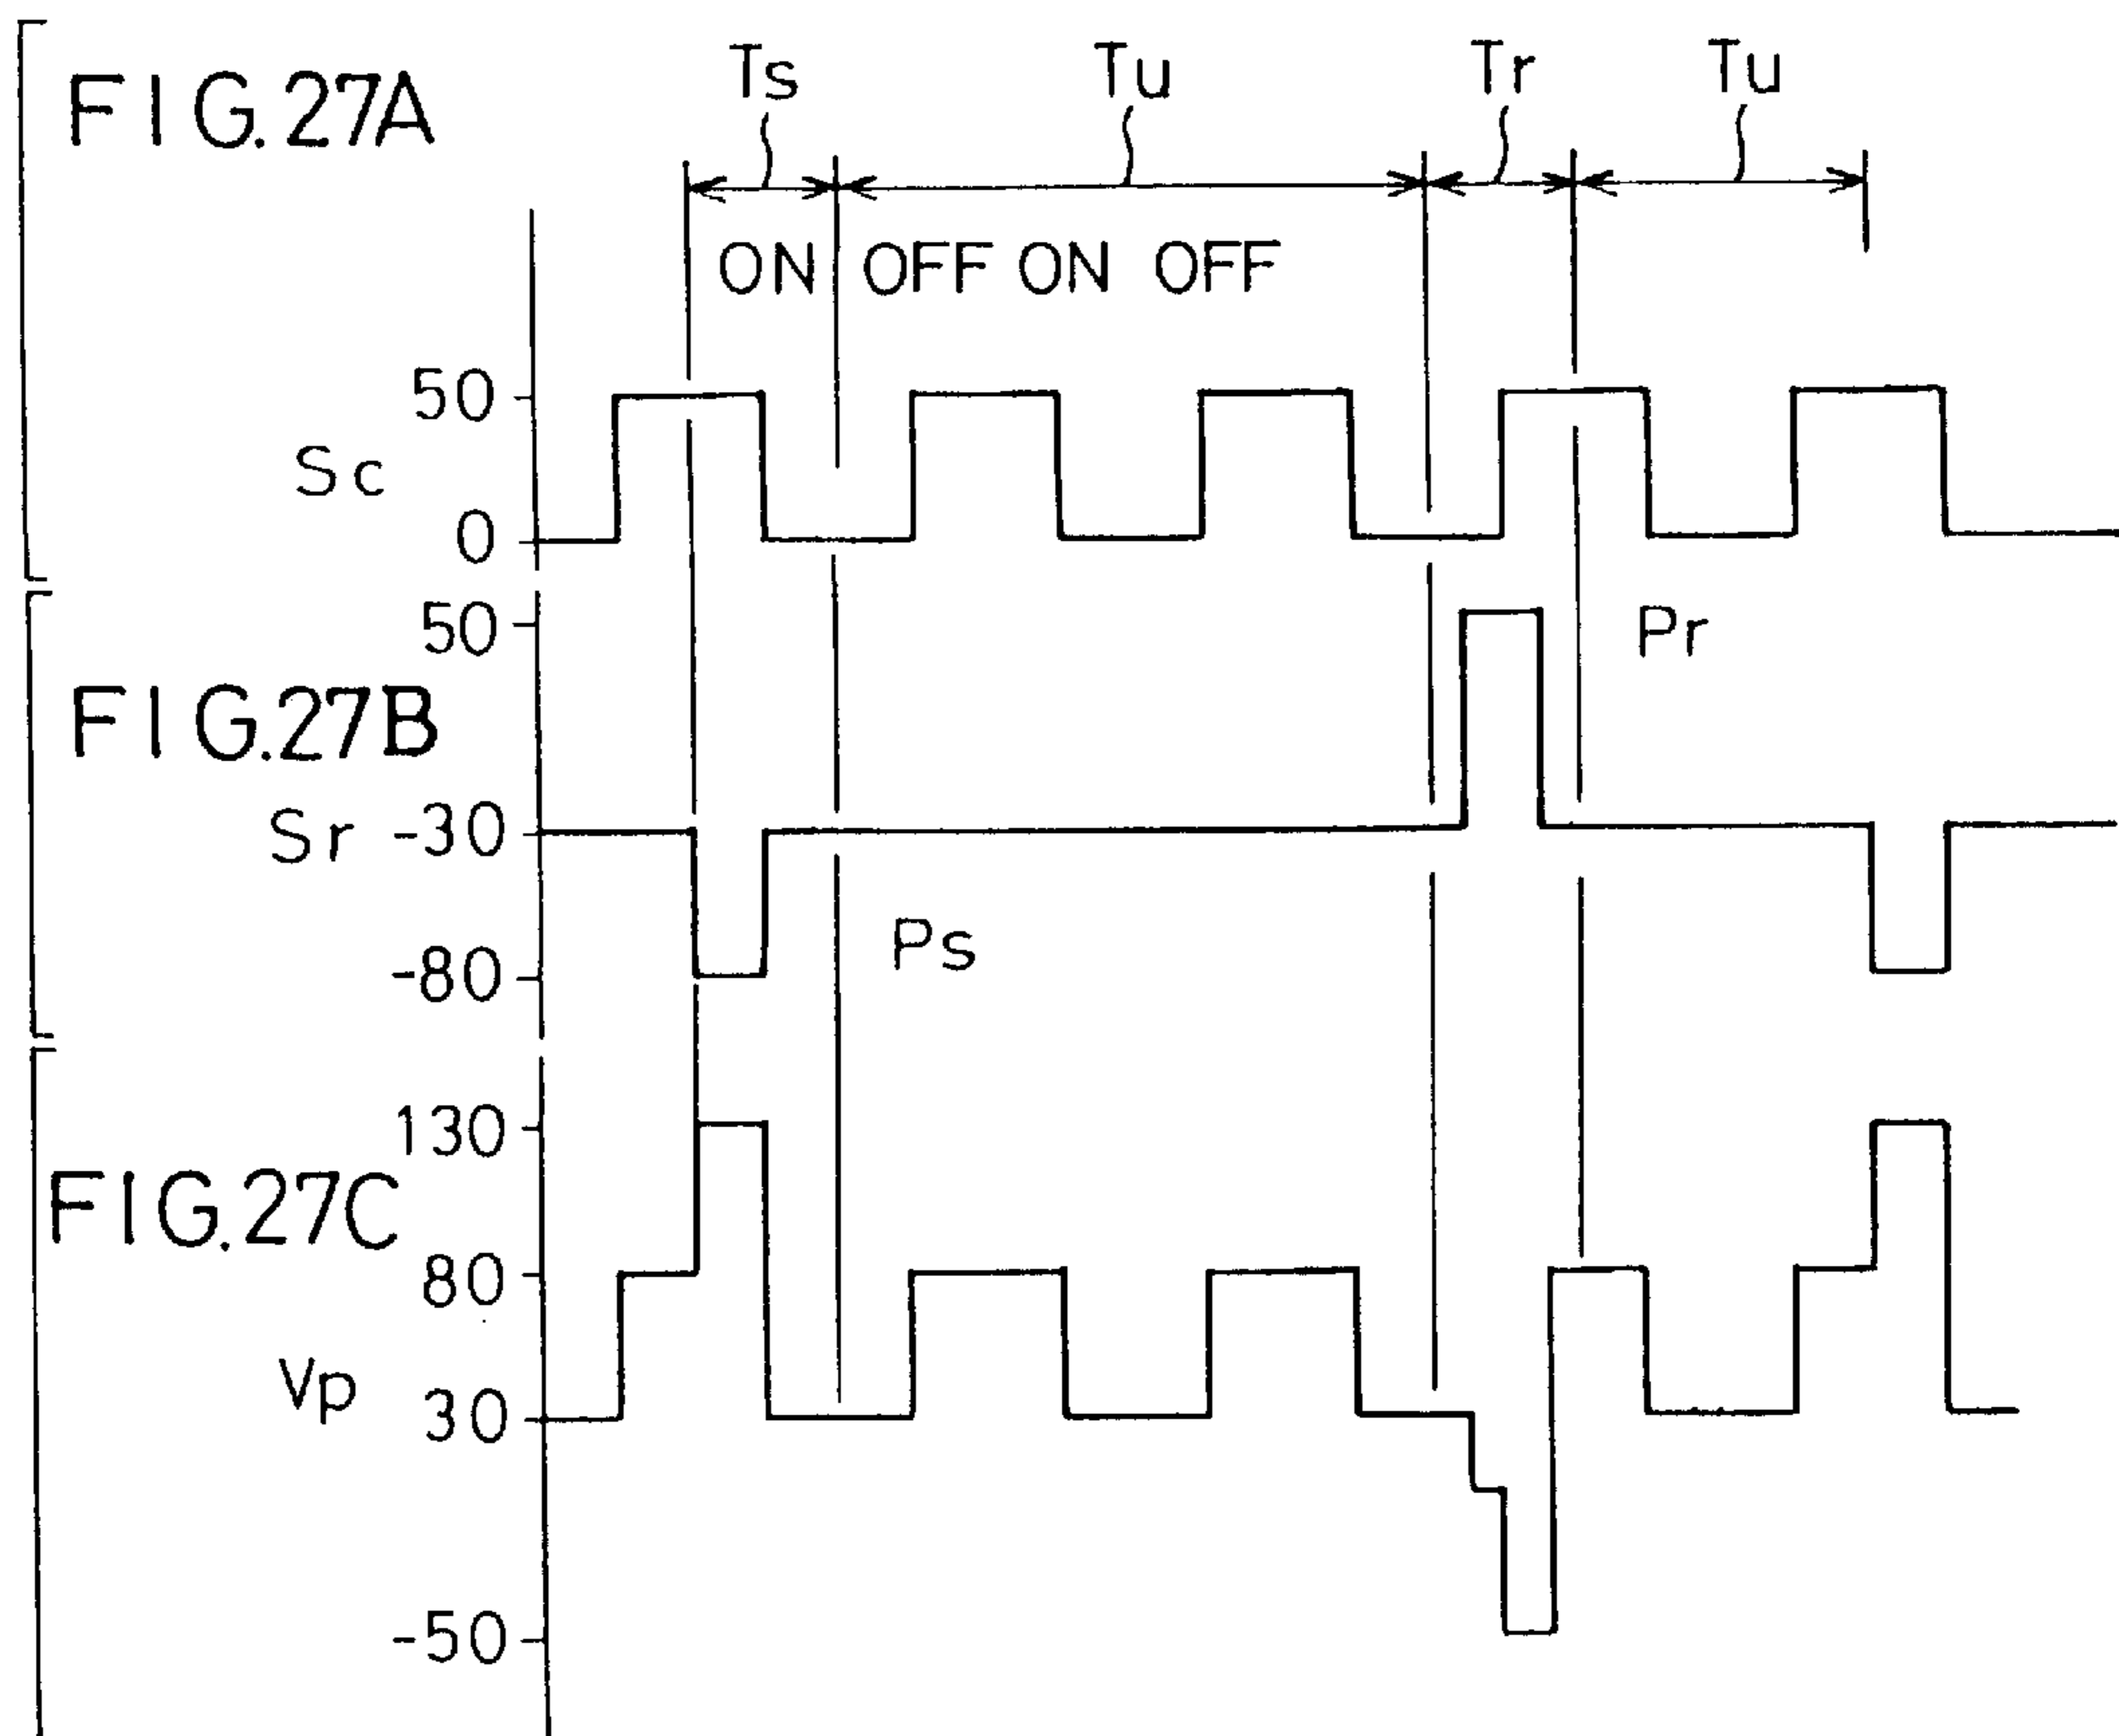 FIG.27A
Ts Tu Tr Tu
ON OFF ON OFF
50
Sc
0
50
Pr
FIG.27B
Sr -30
Ps
-80
130
FIG.27C
80
Vp
30
-50